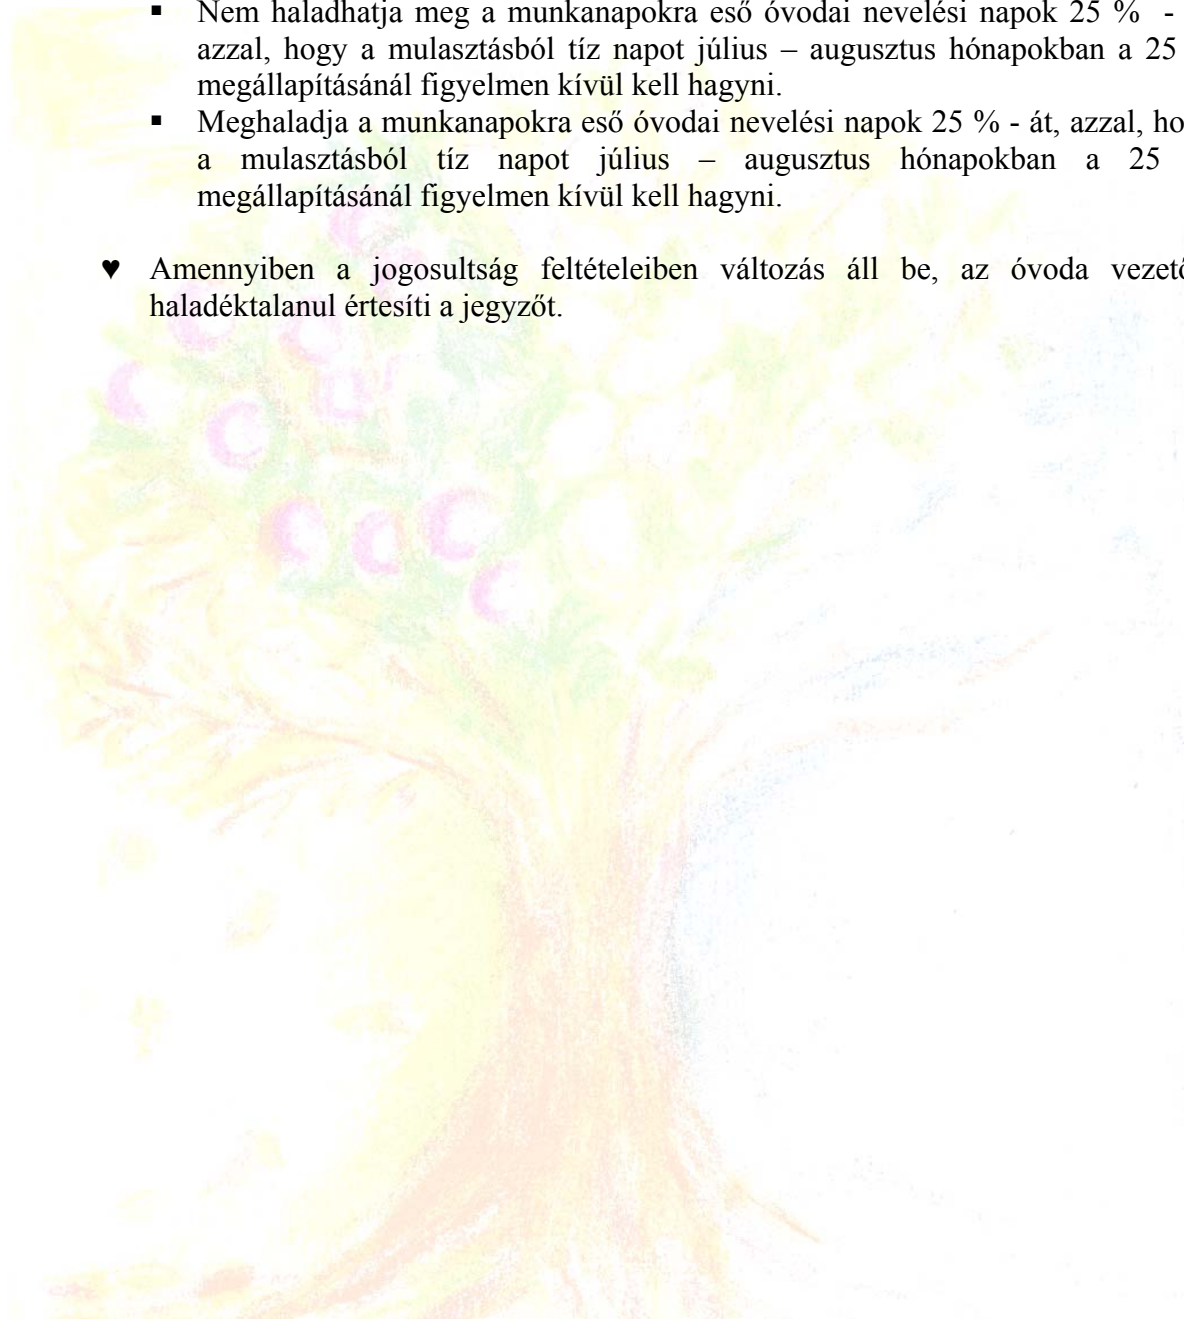 ▪ Nem haladhatja meg a munkanapokra eső óvodai nevelési napok 25 % -
azzal, hogy a mulasztásból tíz napot július – augusztus hónapokban a 25
megállapításánál figyelmen kívül kell hagyni.
▪ Meghaladja a munkanapokra eső óvodai nevelési napok 25 % - át, azzal, ho
a mulasztásból tíz napot július – augusztus hónapokban a 25
megállapításánál figyelmen kívül kell hagyni.
♥ Amennyiben a jogosultság feltételeiben változás áll be, az óvoda vezető
haladéktalanul értesíti a jegyzőt.